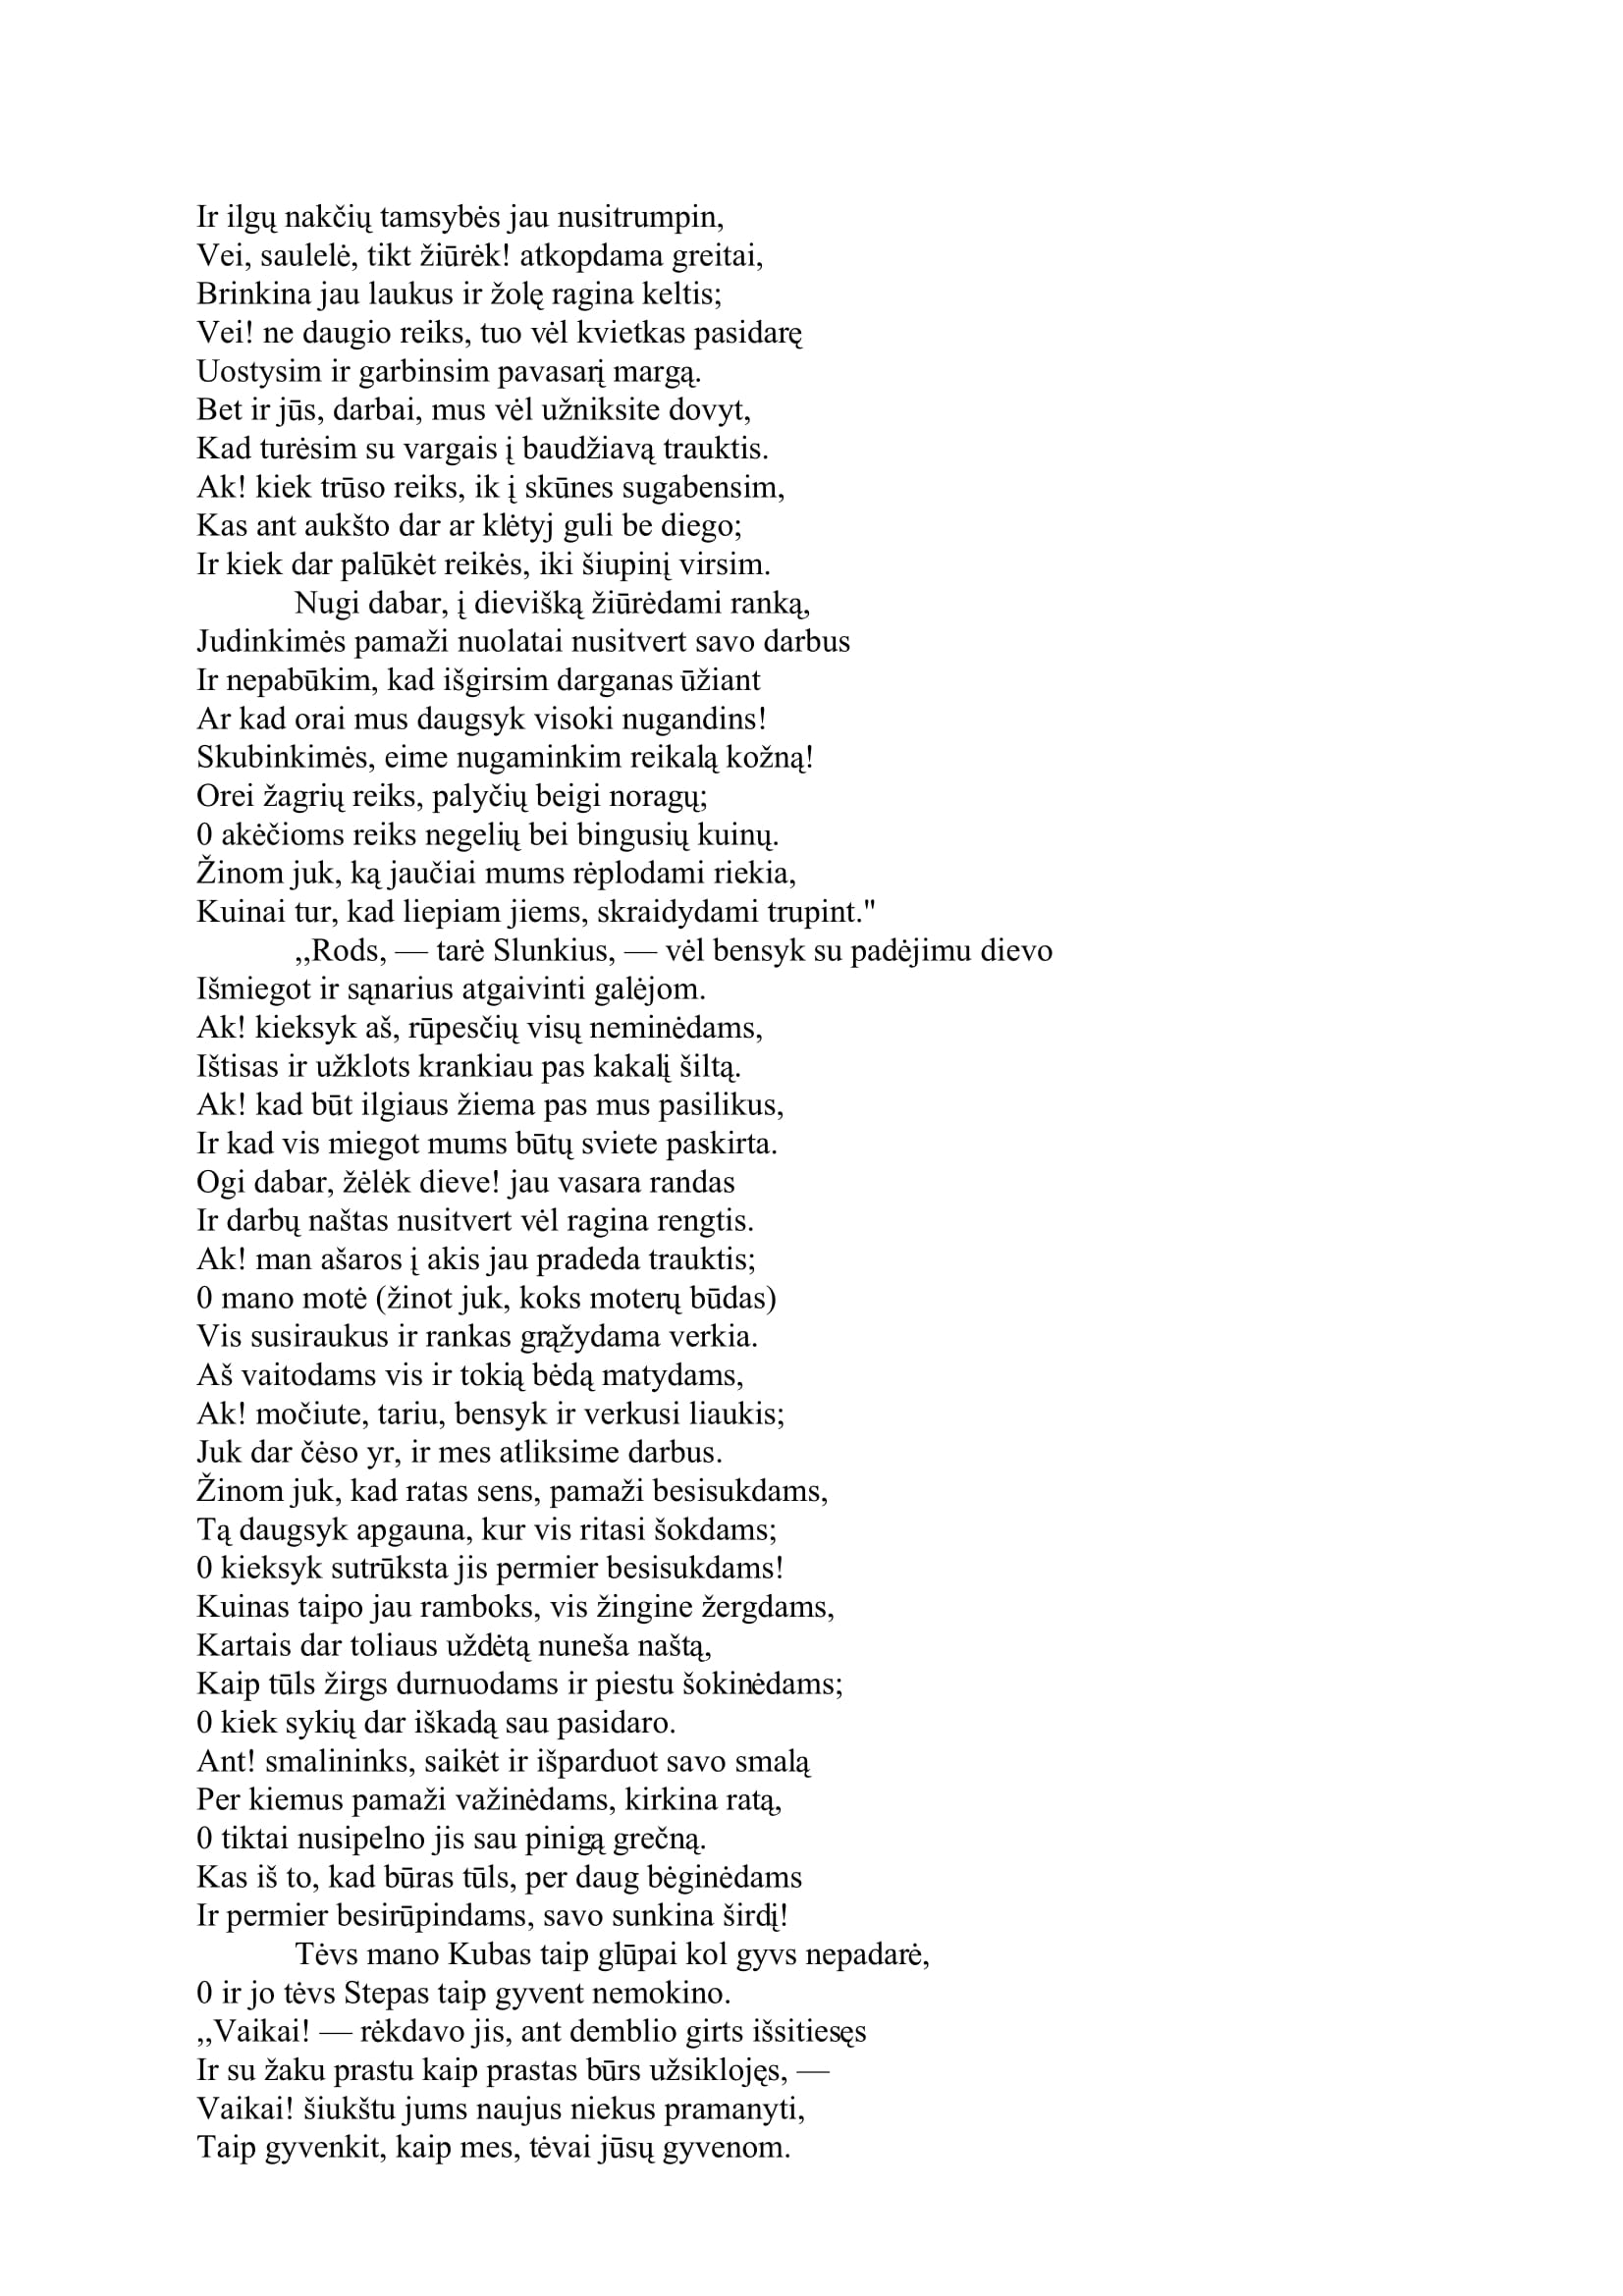 Ir ilgų nakčių tamsybės jau nusitrumpin,
Vei, saulelė, tikt žiūrėk! atkopdama greitai,
Brinkina jau laukus ir žolę ragina keltis;
Vei! ne daugio reiks, tuo vėl kvietkas pasidarę
Uostysim ir garbinsim pavasarį margą.
Bet ir jūs, darbai, mus vėl užniksite dovyt,
Kad turėsim su vargais į baudžiavą trauktis.
Ak! kiek trūso reiks, ik į skūnes sugabensim,
Kas ant aukšto dar ar klėtyj guli be diego;
Ir kiek dar palūkėt reikės, iki šiupinį virsim.
Nugi dabar, į dievišką žiūrėdami ranką,
Judinkimės pamaži nuolatai nusitvert savo darbus
Ir nepabūkim, kad išgirsim darganas ūžiant
Ar kad orai mus daugsyk visoki nugandins!
Skubinkimės, eime nugaminkim reikalą kožną!
Orei žagrių reiks, palyčių beigi noragų;
0 akėčioms reiks negelių bei bingusių kuinų.
Žinom juk, ką jaučiai mums rėplodami riekia,
Kuinai tur, kad liepiam jiems, skraidydami trupint."
,,Rods, — tarė Slunkius, — vėl bensyk su padėjimu dievo
Išmiegot ir sąnarius atgaivinti galėjom.
Ak! kieksyk aš, rūpesčių visų neminėdams,
Ištisas ir užklots krankiau pas kakalį šiltą.
Ak! kad būt ilgiaus žiema pas mus pasilikus,
Ir kad vis miegot mums būtų sviete paskirta.
Ogi dabar, žėlėk dieve! jau vasara randas
Ir darbų naštas nusitvert vėl ragina rengtis.
Ak! man ašaros į akis jau pradeda trauktis;
0 mano motė (žinot juk, koks moterų būdas)
Vis susiraukus ir rankas grąžydama verkia.
Aš vaitodams vis ir tokią bėdą matydams,
Ak! močiute, tariu, bensyk ir verkusi liaukis;
Juk dar čėso yr, ir mes atliksime darbus.
Žinom juk, kad ratas sens, pamaži besisukdams,
Tą daugsyk apgauna, kur vis ritasi šokdams;
0 kieksyk sutrūksta jis permier besisukdams!
Kuinas taipo jau ramboks, vis žingine žergdams,
Kartais dar toliaus uždėtą nuneša naštą,
Kaip tūls žirgs durnuodams ir piestu šokinėdams;
0 kiek sykių dar iškadą sau pasidaro.
Ant! smalininks, saikėt ir išparduot savo smalą
Per kiemus pamaži važinėdams, kirkina ratą,
0 tiktai nusipelno jis sau pinigą grečną.
Kas iš to, kad būras tūls, per daug bėginėdams
Ir permier besirūpindams, savo sunkina širdį!
Tėvs mano Kubas taip glūpai kol gyvs nepadarė,
0 ir jo tėvs Stepas taip gyvent nemokino.
,,Vaikai! — rėkdavo jis, ant demblio girts išsitiesęs
Ir su žaku prastu kaip prastas būrs užsiklojęs, —
Vaikai! šiukštu jums naujus niekus pramanyti,
Taip gyvenkit, kaip mes, tėvai jūsų gyvenom.